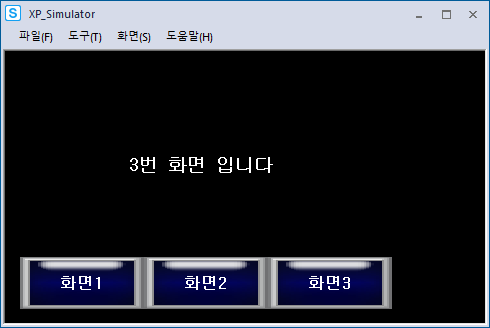 S XP_Simulator
파일(F) 도구(T) 화면(S) 도움말(H)
3번 화면 입니다
화면1 화면2 화면3